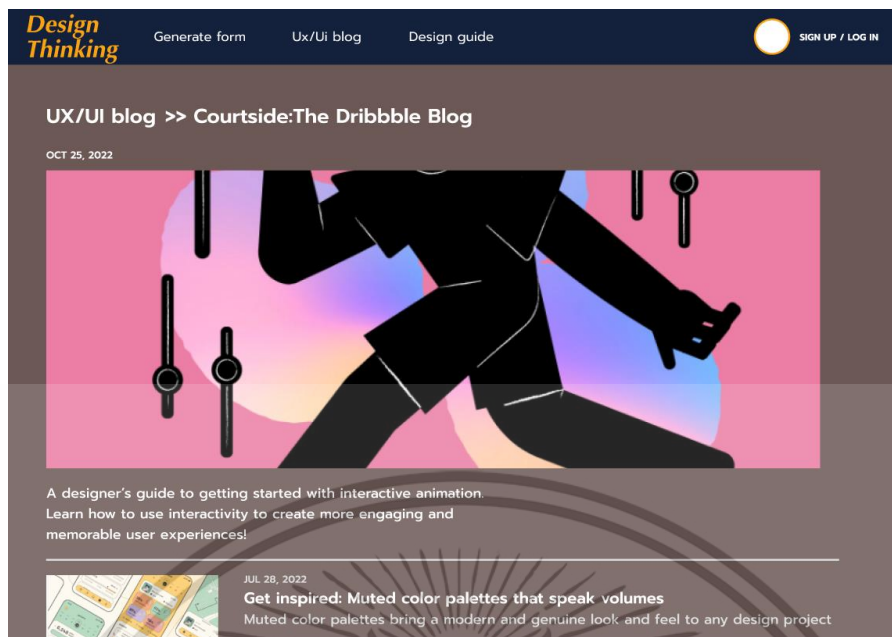 Design
Thinking
Generate form
Ux/Ui blog
Design guide
SIGN UP / LOG IN
UX/UI blog >> Courtside:The Dribbble Blog
OCT 25, 2022
A designer's guide to getting started with interactive animation.
Learn how to use interactivity to create more engaging and
memorable user experiences!
JUL 28, 2022
Get inspired: Muted color palettes that speak volumes
Muted color palettes bring a modern and genuine look and feel to any design project